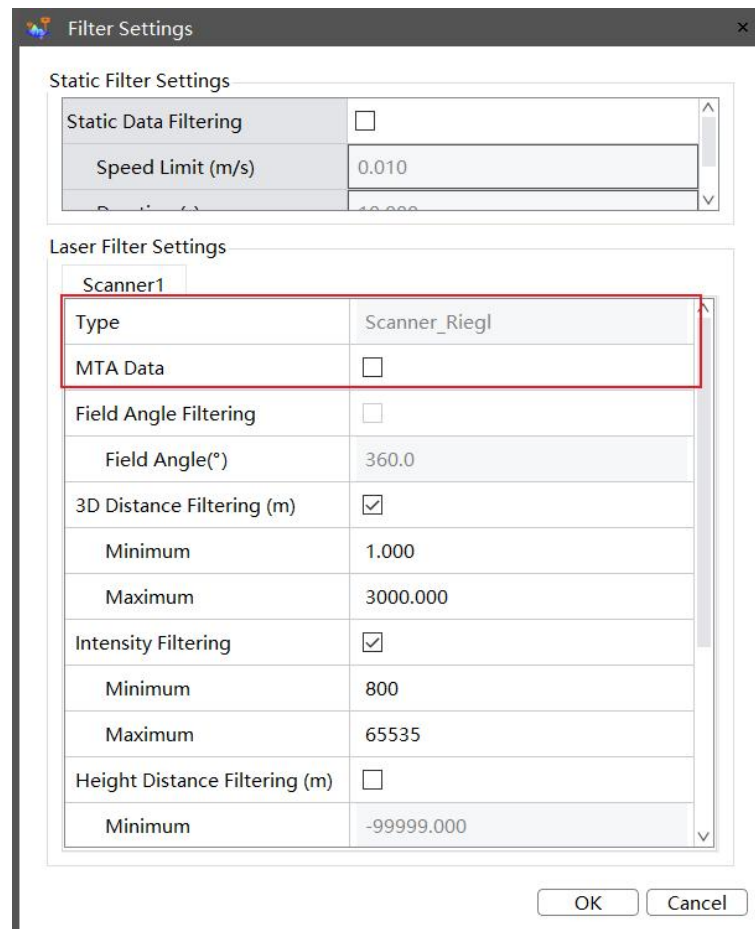 Filter Settings
Static Filter Settings
Static Data Filtering
Speed Limit (m/s) 0.010
Laser Filter Settings
Scanner1
Type Scanner_Riegl
MTA Data
Field Angle Filtering
Field Angle(°) 360.0
3D Distance Filtering (m)
Minimum 1.000
Maximum 3000.000
Intensity Filtering
Minimum 800
Maximum 65535
Height Distance Filtering (m)
Minimum -99999.000
OK Cancel